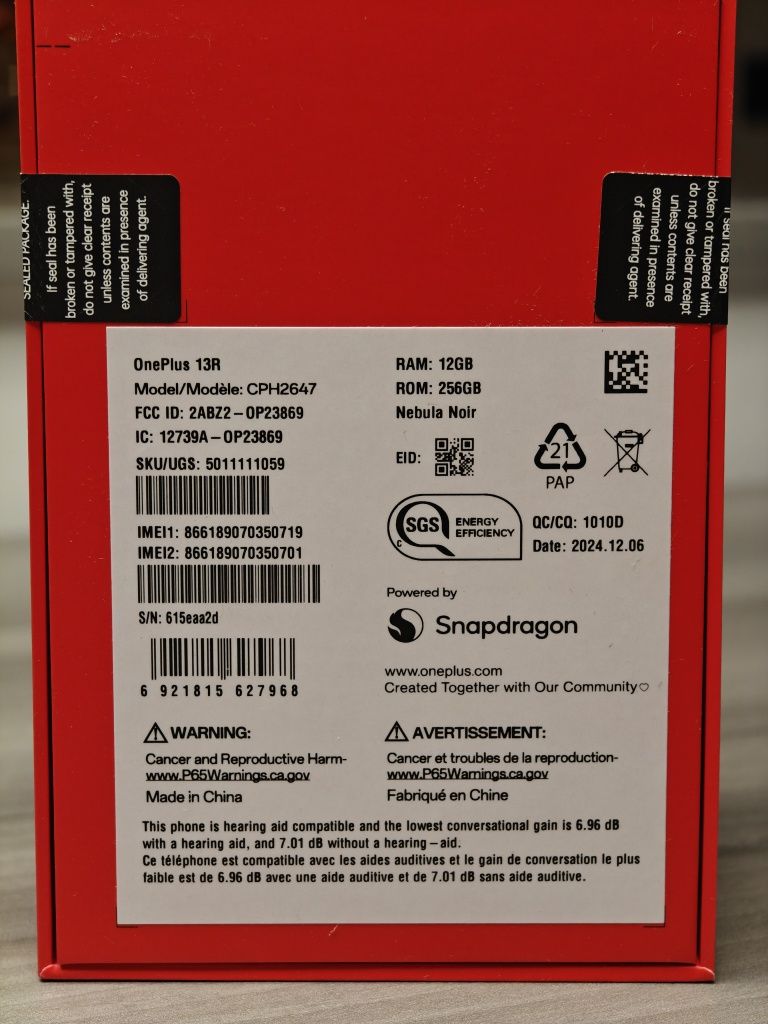 SEALED PACKAGE.
If seal has been
broken or tampered with,
do not give clear receipt
unless contents are
examined in presence
of delivering agent.
If seal has been
broken or tampered with,
do not give clear receipt
unless contents are
examined in presence
of delivering agent.
OnePlus 13R
Model/Modèle: CPH2647
FCC ID: 2ABZ2–OP23869
IC: 12739A–OP23869
SKU/UGS: 5011111059
IMEI1: 866189070350719
IMEI2: 866189070350701
S/N: 615eaa2d
6 921815 627968
RAM: 12GB
ROM: 256GB
Nebula Noir
EID:
21
PAP
SGS ENERGY
EFFICIENCY
C
QC/CQ: 1010D
Date: 2024.12.06
Powered by
Snapdragon
www.oneplus.com
Created Together with Our Community♡
WARNING:
Cancer and Reproductive Harm-
www.P65Warnings.ca.gov
Made in China
AVERTISSEMENT:
Cancer et troubles de la reproduction-
www.P65Warnings.ca.gov
Fabriqué en Chine
This phone is hearing aid compatible and the lowest conversational gain is 6.96 dB
with a hearing aid, and 7.01 dB without a hearing–aid.
Ce téléphone est compatible avec les aides auditives et le gain de conversation le plus
faible est de 6.96 dB avec une aide auditive et de 7.01 dB sans aide auditive.